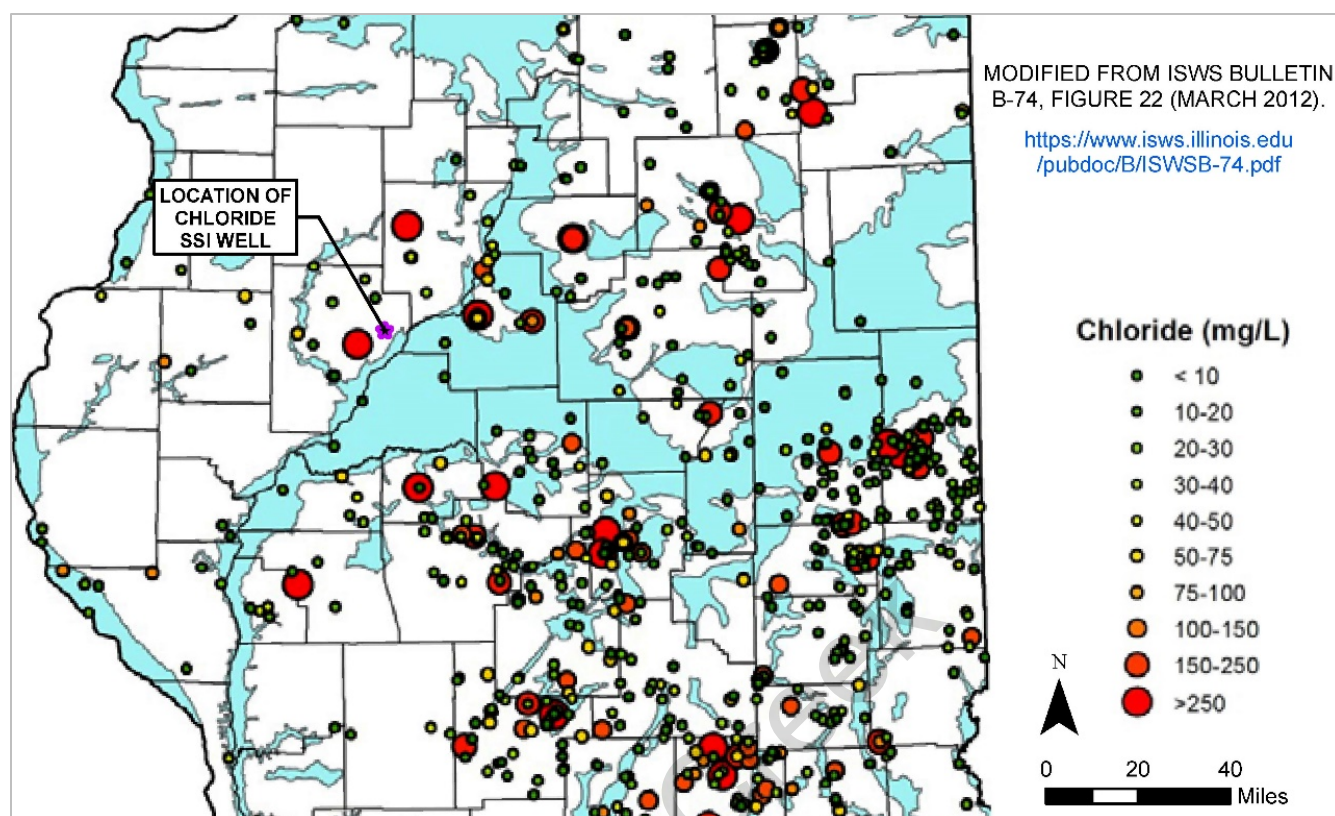 MODIFIED FROM ISWS BULLETIN
B-74, FIGURE 22 (MARCH 2012).
https://www.isws.illinois.edu
/pubdoc/B/ISWSB-74.pdf
LOCATION OF
CHLORIDE
SSI WELL
Chloride (mg/L)
< 10
10-20
20-30
30-40
40-50
50-75
75-100
100-150
150-250
>250
N
0 20 40
Miles
Creek